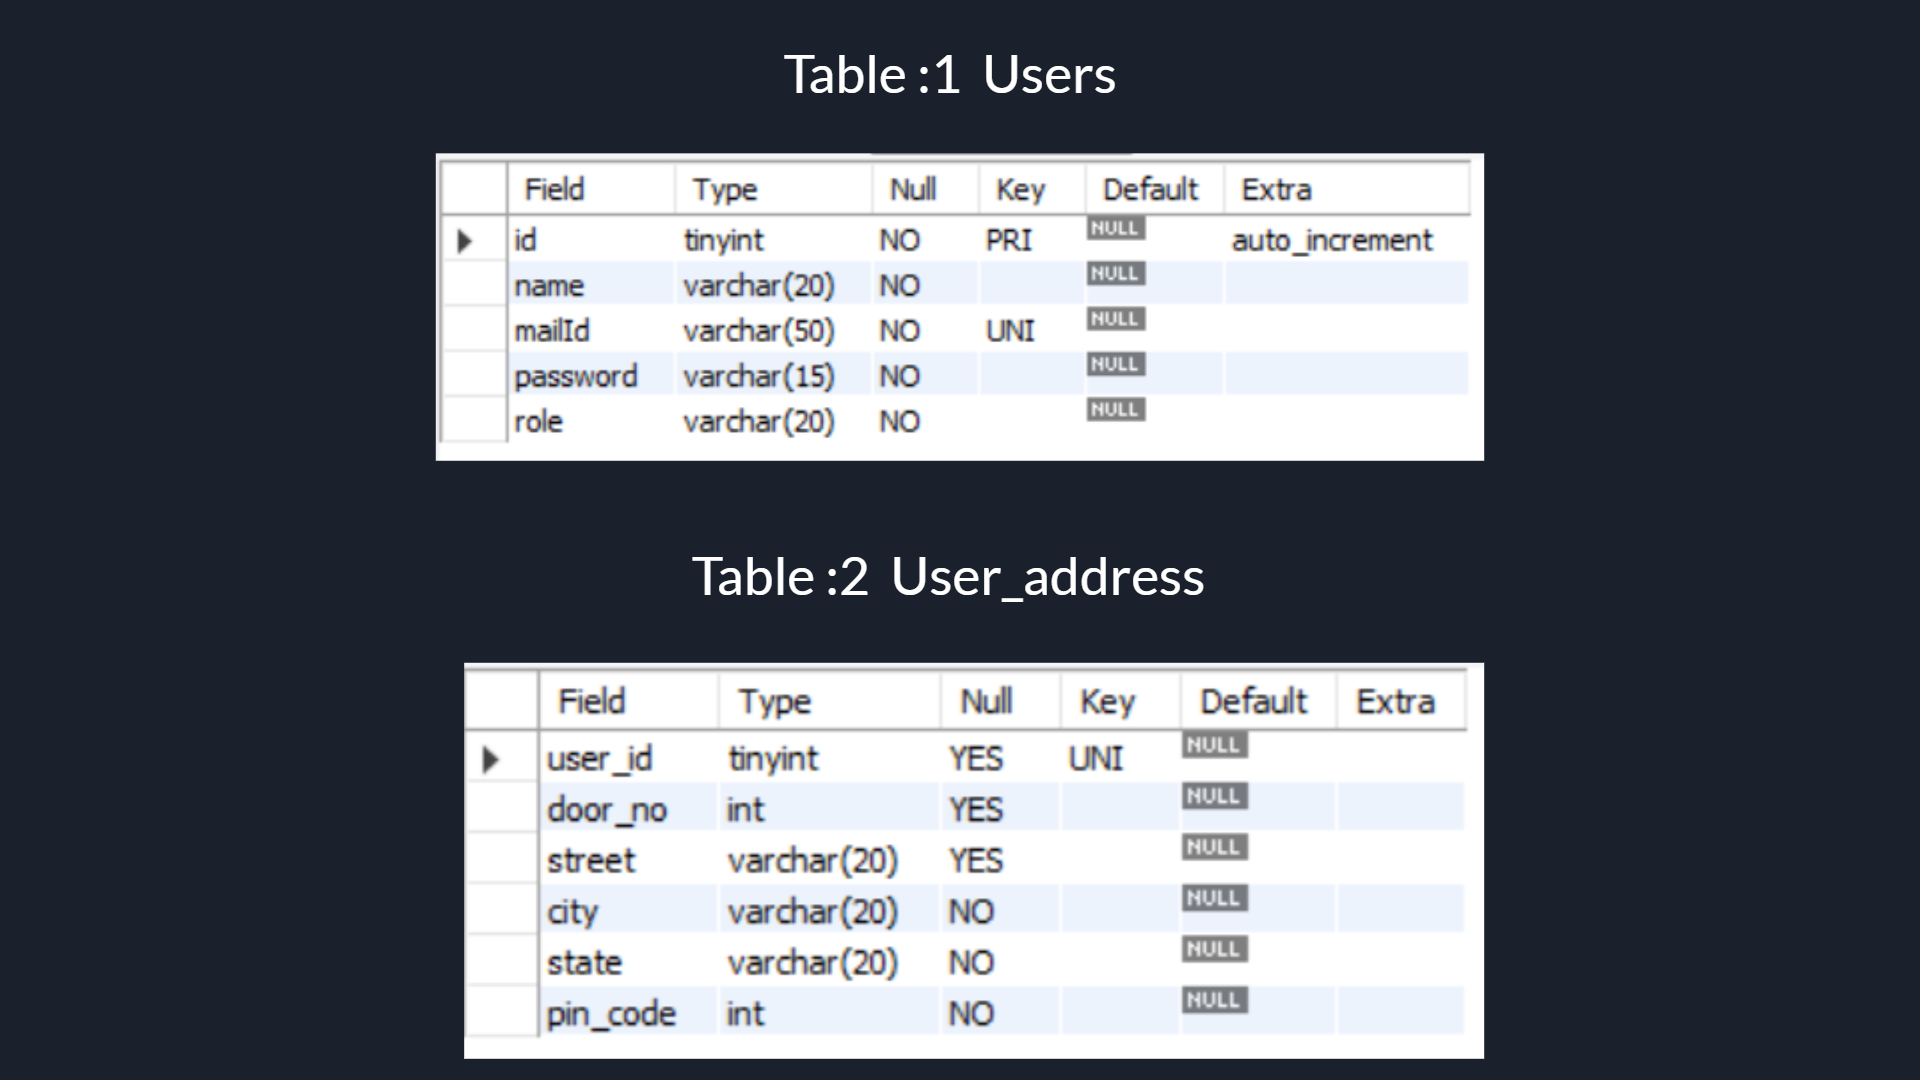 Table :1 Users
Field Type Null Key Default Extra
id tinyint NO PRI NULL auto_increment
name varchar(20) NO NULL
mailId varchar(50) NO UNI NULL
password varchar(15) NO NULL
role varchar(20) NO NULL
Table :2 User_address
Field Type Null Key Default Extra
user_id tinyint YES UNI NULL
door_no int YES NULL
street varchar(20) YES NULL
city varchar(20) NO NULL
state varchar(20) NO NULL
pin_code int NO NULL